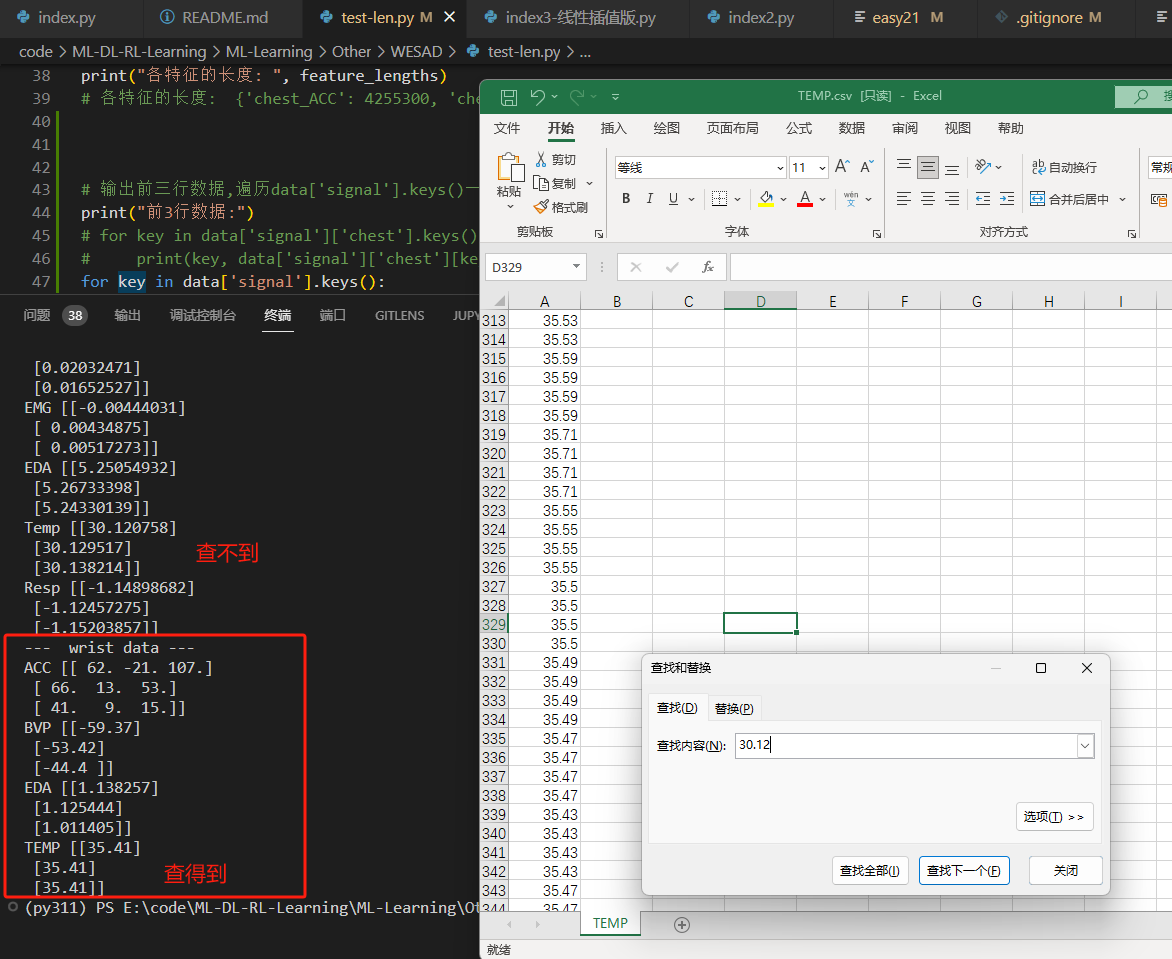 index.py
README.md
test-len.py M
index3-线性插值版.py
index2.py
easy21 M
.gitignore M
code > ML-DL-RL-Learning > ML-Learning > Other > WESAD > test-len.py > ...
38 print("各特征的长度: ", feature_lengths)
39 # 各特征的长度: {'chest_ACC': 4255300, 'che
40
41
42
43 # 输出前三行数据,遍历data['signal'].keys()一
44 print("前3行数据:")
45 # for key in data['signal']['chest'].keys()
46 #     print(key, data['signal']['chest'][ke
47 for key in data['signal'].keys():
问题 38 输出 调试控制台 终端 端口 GITLENS JUPY
[0.02032471]
[0.01652527]]
EMG [[-0.00444031]
[ 0.00434875]
[ 0.00517273]]
EDA [[5.25054932]
[5.26733398]
[5.24330139]]
Temp [[30.120758]
[30.129517]
[30.138214]]
查不到
Resp [[-1.14898682]
[-1.12457275]
[-1.15203857]]
---  wrist data ---
ACC [[ 62. -21. 107.]
[ 66.  13.  53.]
[ 41.   9.  15.]]
BVP [[-59.37]
[-53.42]
[-44.4 ]]
EDA [[1.138257]
[1.125444]
[1.011405]]
TEMP [[35.41]
[35.41]
[35.41]]
查得到
(py311) PS E:\code\ML-DL-RL-Learning\ML-Learning\Ot
TEMP.csv [只读] - Excel
文件 开始 插入 绘图 页面布局 公式 数据 审阅 视图 帮助
粘贴
剪切
复制
格式刷
剪贴板
等线 11 A A
B I U
wén 文
字体
ab 自动换行
合并后居中
对齐方式
常规
D329
fx
A B C D E F G H I
313 35.53
314 35.53
315 35.59
316 35.59
317 35.59
318 35.59
319 35.71
320 35.71
321 35.71
322 35.71
323 35.55
324 35.55
325 35.55
326 35.55
327 35.5
328 35.5
329 35.5
330 35.5
331 35.49
332 35.49
333 35.49
334 35.49
335 35.47
336 35.47
337 35.47
338 35.47
339 35.43
340 35.43
341 35.43
342 35.43
343 35.47
344 35.47
查找和替换
查找(D) 替换(P)
查找内容(N): 30.12
选项(T) >>
查找全部(I) 查找下一个(F) 关闭
TEMP
就绪